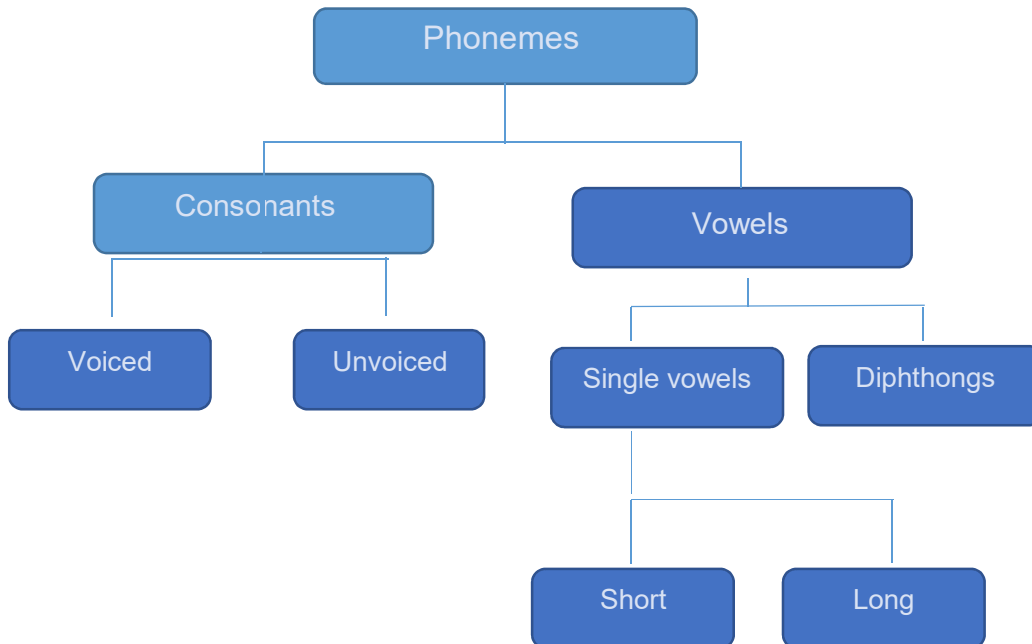 Phonemes
Consonants
Vowels
Voiced
Unvoiced
Single vowels
Diphthongs
Short
Long